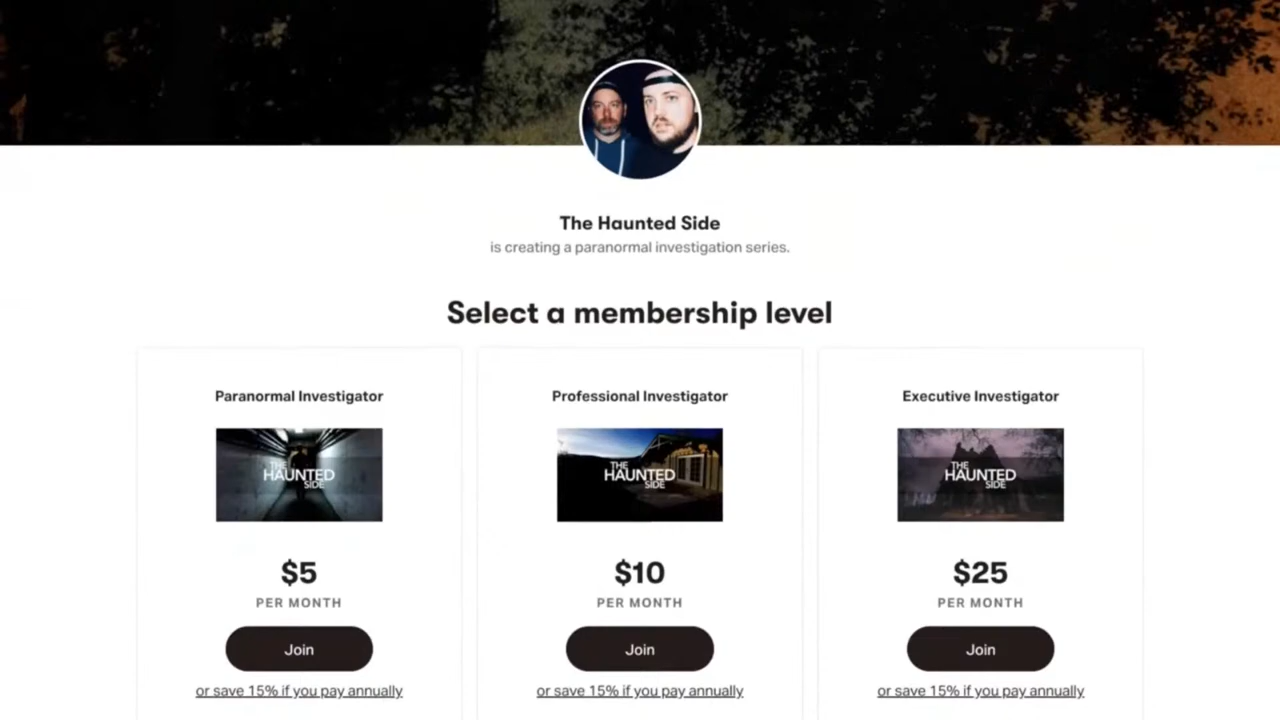 The Haunted Side
is creating a paranormal investigation series.
Select a membership level
Paranormal Investigator
THE
HAUNTED
SIDE
$5
PER MONTH
Join
or save 15% if you pay annually
Professional Investigator
THE
HAUNTED
SIDE
$10
PER MONTH
Join
or save 15% if you pay annually
Executive Investigator
THE
HAUNTED
SIDE
$25
PER MONTH
Join
or save 15% if you pay annually